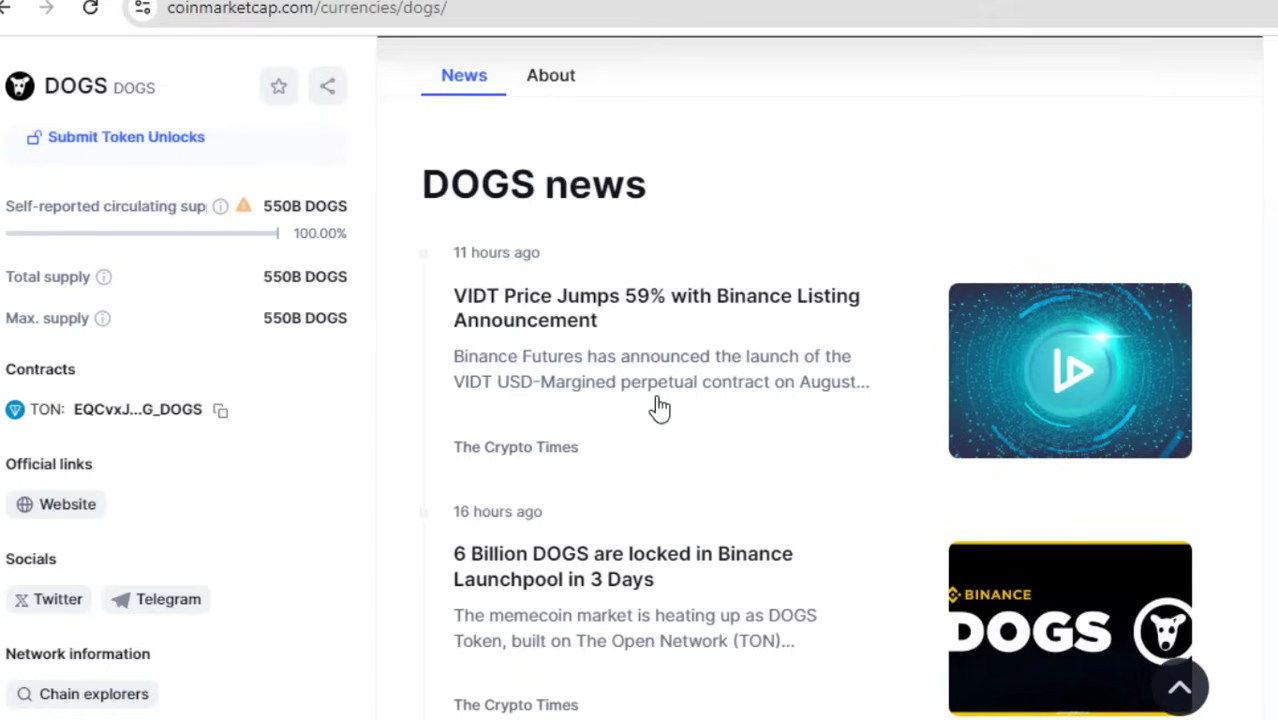 coinmarketcap.com/currencies/dogs/
DOGS DOGS
Submit Token Unlocks
Self-reported circulating sup 550B DOGS
100.00%
Total supply 550B DOGS
Max. supply 550B DOGS
Contracts
TON: EQCvxJ...G_DOGS
Official links
Website
Socials
Twitter Telegram
Network information
Chain explorers
News About
DOGS news
11 hours ago
VIDT Price Jumps 59% with Binance Listing
Announcement
Binance Futures has announced the launch of the
VIDT USD-Margined perpetual contract on August...
The Crypto Times
16 hours ago
6 Billion DOGS are locked in Binance
Launchpool in 3 Days
The memecoin market is heating up as DOGS
Token, built on The Open Network (TON)...
The Crypto Times
BINANCE
DOGS